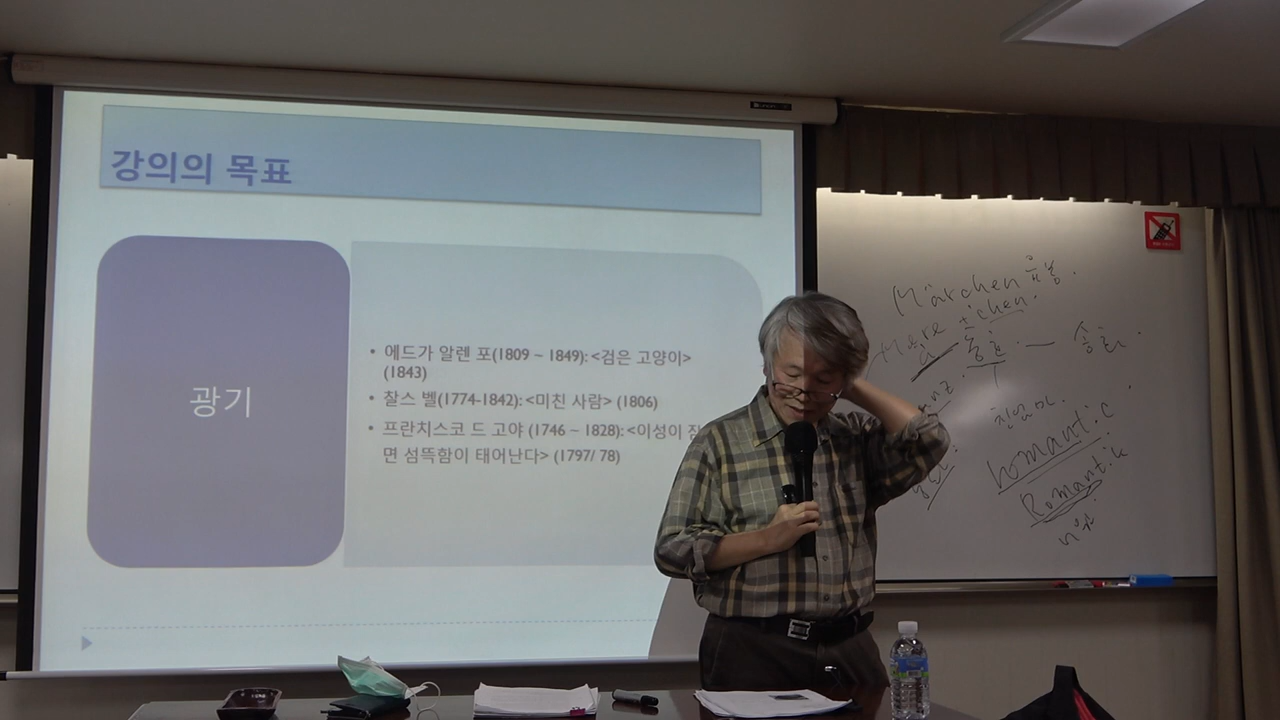 강의의 목표
광기
• 에드가 알렌 포(1809 ~ 1849): <검은 고양이>
(1843)
• 찰스 벨(1774-1842): <미친 사람> (1806)
• 프란치스코 드 고야 (1746 ~ 1828): <이성이 잠
면 섬뜩함이 태어난다> (1797/ 78)
Märchen
chen.
romantic
Romantik